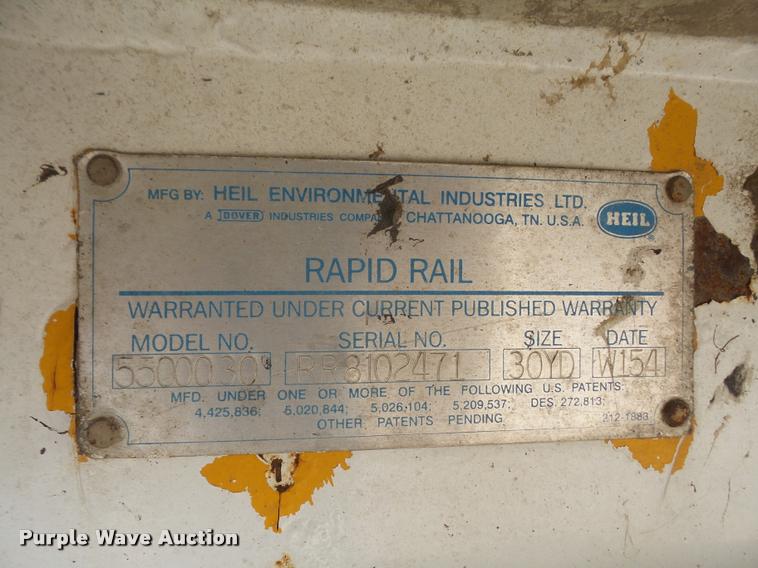 MFG BY: HEIL ENVIRONMENTAL INDUSTRIES LTD.
A DOVER INDUSTRIES COMPANY CHATTANOOGA, TN. U.S.A.
HEIL
RAPID RAIL
WARRANTED UNDER CURRENT PUBLISHED WARRANTY
MODEL NO. SERIAL NO. SIZE DATE
5300030 RR8102471 30YD W154
MFD. UNDER ONE OR MORE OF THE FOLLOWING U.S. PATENTS:
4,425,836; 5,020,844; 5,026,104; 5,209,537; DES. 272,813;
OTHER PATENTS PENDING 212-1883
Purple Wave Auction